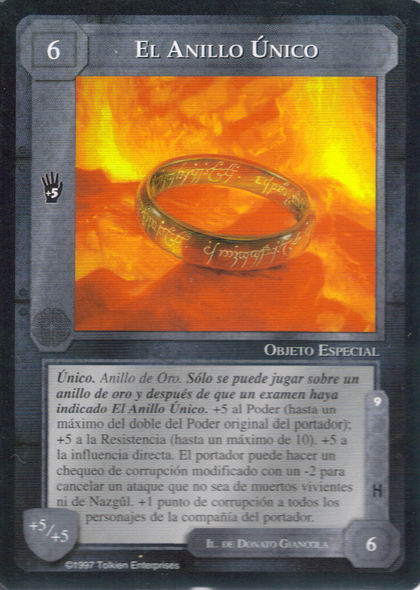 6
EL ANILLO ÚNICO
+5
OBJETO ESPECIAL
Único. Anillo de Oro. Sólo se puede jugar sobre un
anillo de oro y después de que un examen haya
indicado El Anillo Único. +5 al Poder (hasta un
máximo del doble del Poder original del portador);
+5 a la Resistencia (hasta un máximo de 10). +5 a
la influencia directa. El portador puede hacer un
chequeo de corrupción modificado con un -2 para
cancelar un ataque que no sea de muertos vivientes
ni de Nazgûl. +1 punto de corrupción a todos los
personajes de la compañía del portador.
9
H
+5/+5
IL. DE DONATO GIANCOLA
6
©1997 Tolkien Enterprises